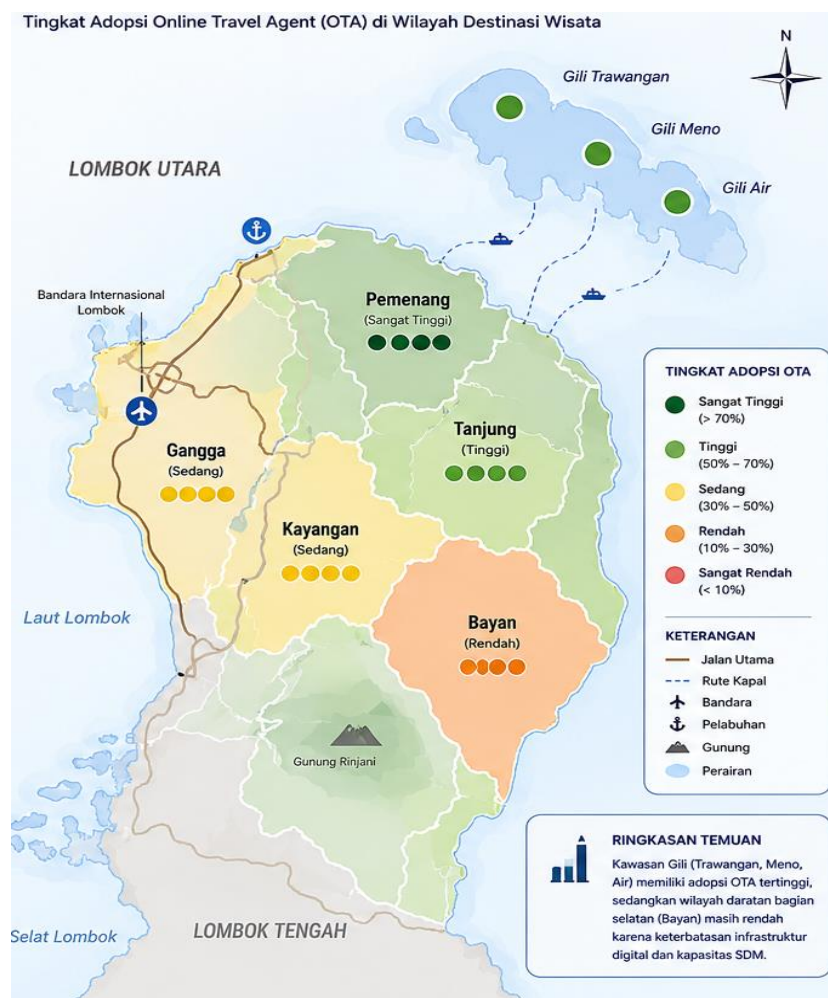 Tingkat Adopsi Online Travel Agent (OTA) di Wilayah Destinasi Wisata
N
Gili Trawangan
Gili Meno
Gili Air
LOMBOK UTARA
Bandara Internasional
Lombok
Pemenang
(Sangat Tinggi)
Tanjung
(Tinggi)
Gangga
(Sedang)
Kayangan
(Sedang)
Bayan
(Rendah)
Laut Lombok
Gunung Rinjani
Selat Lombok
LOMBOK TENGAH
TINGKAT ADOPSI OTA
Sangat Tinggi
(> 70%)
Tinggi
(50% – 70%)
Sedang
(30% – 50%)
Rendah
(10% – 30%)
Sangat Rendah
(< 10%)
KETERANGAN
Jalan Utama
Rute Kapal
Bandara
Pelabuhan
Gunung
Perairan
RINGKASAN TEMUAN
Kawasan Gili (Trawangan, Meno,
Air) memiliki adopsi OTA tertinggi,
sedangkan wilayah daratan bagian
selatan (Bayan) masih rendah
karena keterbatasan infrastruktur
digital dan kapasitas SDM.